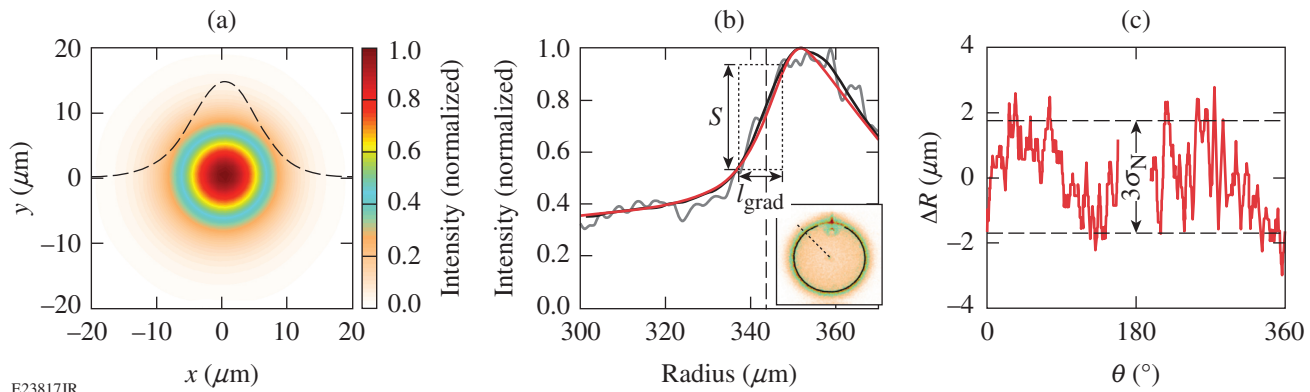 (a)
20
10
0
–10
–20
y (μm)
–20 –10 0 10 20
x (μm)
1.0
0.8
0.6
0.4
0.2
0.0
Intensity (normalized)
(b)
1.0
0.8
0.6
0.4
0.2
0.0
Intensity (normalized)
S
lgrad
300 320 340 360
Radius (μm)
(c)
4
2
0
–2
–4
ΔR (μm)
3σN
0 180 360
θ (°)
E23817JR